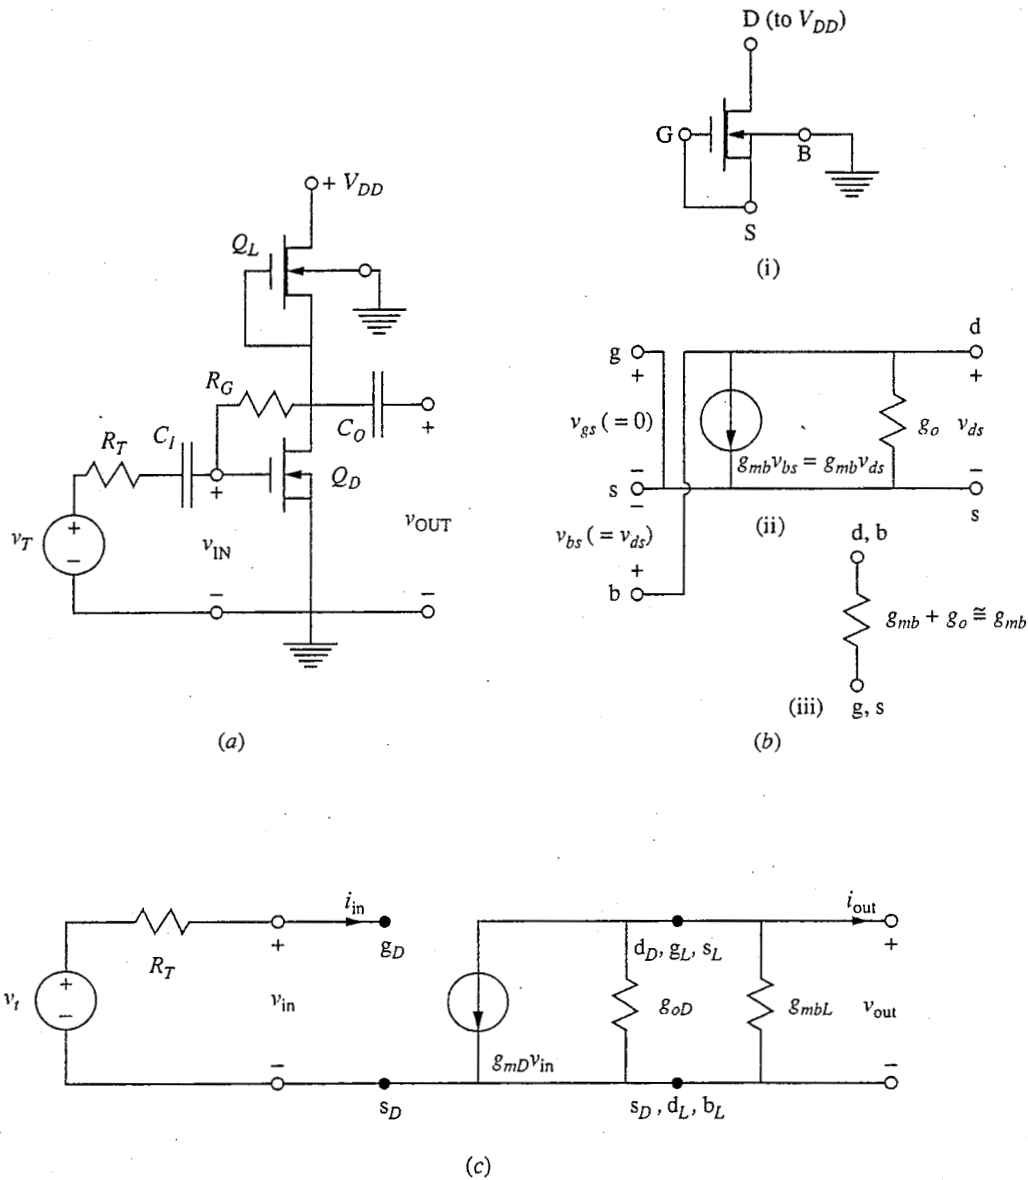 D (to V_DD)
G
B
S
(i)
+ V_DD
Q_L
R_G
C_O
+
R_T
C_I
+
Q_D
+
−
v_T
v_IN
v_OUT
−
−
(a)
g
+
d
+
v_gs (= 0)
g_o
v_ds
−
s
−
g_mb v_bs = g_mb v_ds
−
s
v_bs (= v_ds)
+
b
(ii)
d, b
g_mb + g_o ≅ g_mb
(iii)
g, s
(b)
i_in
i_out
+
g_D
d_D, g_L, s_L
+
R_T
+
−
v_t
v_in
g_oD
g_mbL
v_out
−
g_mD v_in
−
s_D
s_D , d_L, b_L
(c)